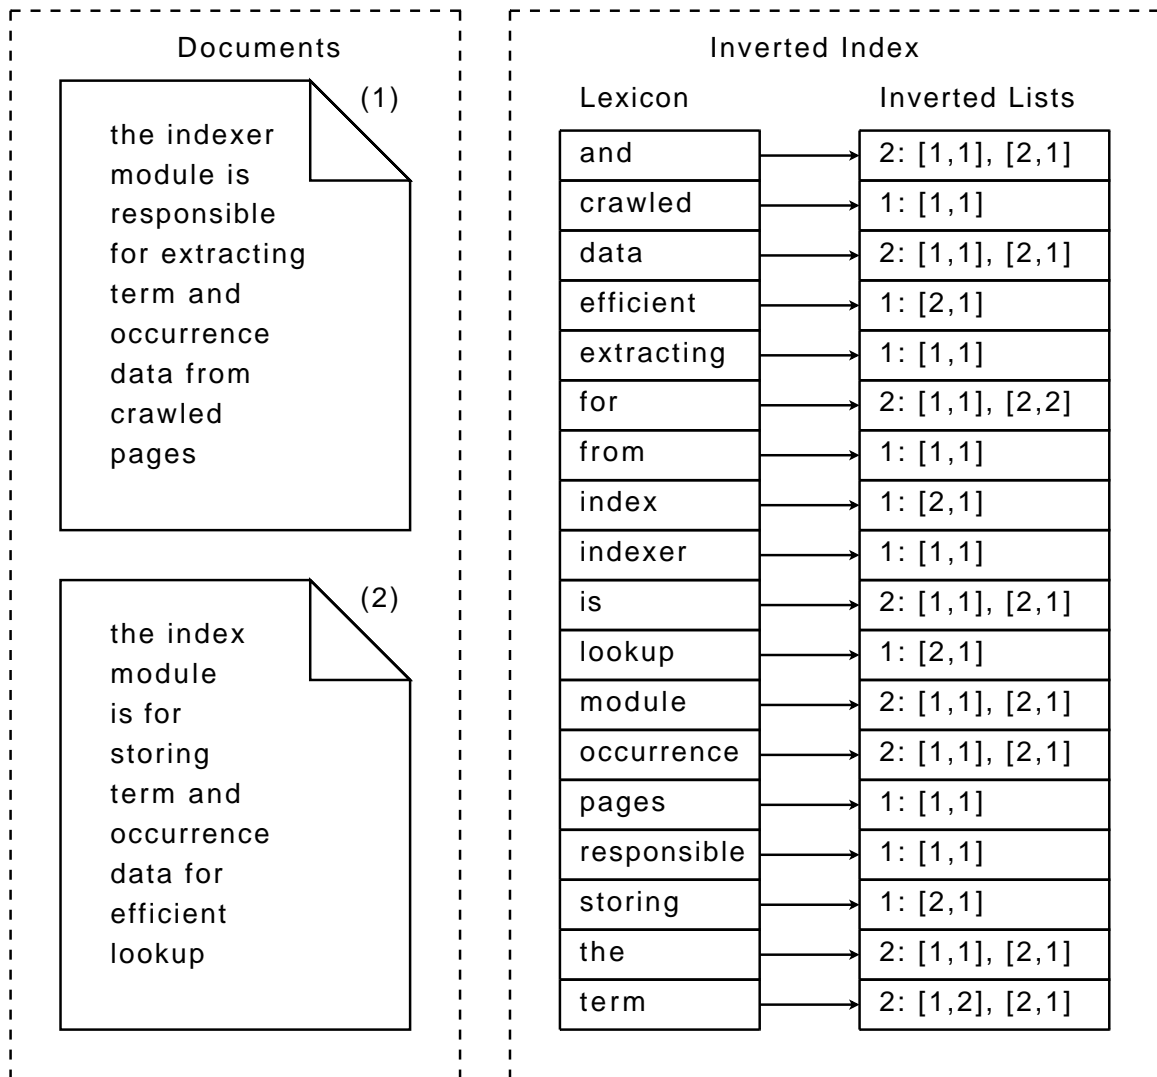 Documents
(1)
the indexer
module is
responsible
for extracting
term and
occurrence
data from
crawled
pages
(2)
the index
module
is for
storing
term and
occurrence
data for
efficient
lookup
Inverted Index
Lexicon Inverted Lists
and 2: [1,1], [2,1]
crawled 1: [1,1]
data 2: [1,1], [2,1]
efficient 1: [2,1]
extracting 1: [1,1]
for 2: [1,1], [2,2]
from 1: [1,1]
index 1: [2,1]
indexer 1: [1,1]
is 2: [1,1], [2,1]
lookup 1: [2,1]
module 2: [1,1], [2,1]
occurrence 2: [1,1], [2,1]
pages 1: [1,1]
responsible 1: [1,1]
storing 1: [2,1]
the 2: [1,1], [2,1]
term 2: [1,2], [2,1]